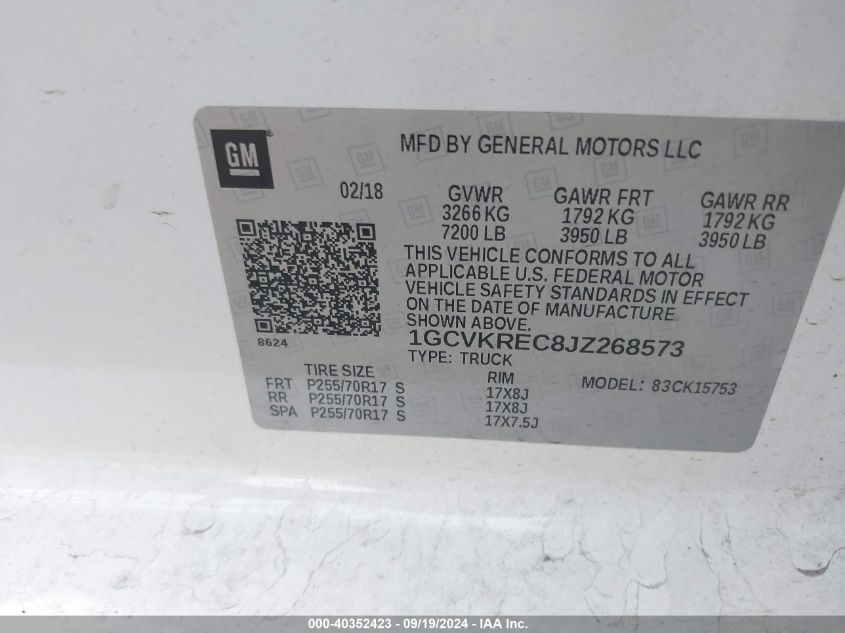 GM
MFD BY GENERAL MOTORS LLC
02/18
GVWR GAWR FRT GAWR RR
3266 KG 1792 KG 1792 KG
7200 LB 3950 LB 3950 LB
THIS VEHICLE CONFORMS TO ALL
APPLICABLE U.S. FEDERAL MOTOR
VEHICLE SAFETY STANDARDS IN EFFECT
ON THE DATE OF MANUFACTURE
SHOWN ABOVE.
1GCVKREC8JZ268573
8624
TYPE: TRUCK
TIRE SIZE RIM MODEL: 83CK15753
FRT P255/70R17 S 17X8J
RR P255/70R17 S 17X8J
SPA P255/70R17 S 17X7.5J
000-40352423 - 09/19/2024 - IAA Inc.